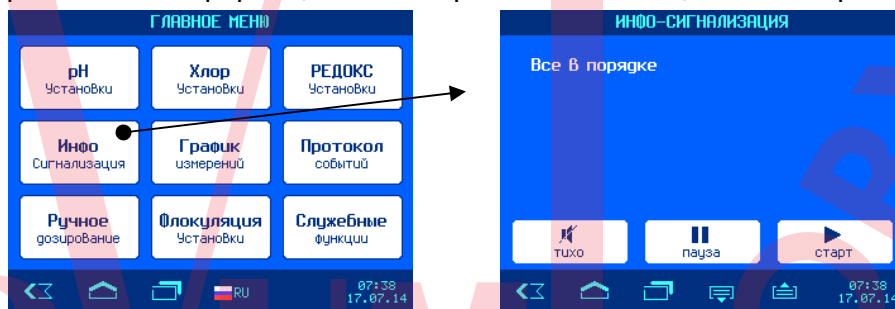 ГЛАВНОЕ МЕНЮ
pH
Установки
Хлор
Установки
РЕДОКС
Установки
Инфо
Сигнализация
График
измерений
Протокол
событий
Ручное
дозирование
Флокуляция
Установки
Служебные
функции
RU
07:38
17.07.14
ИНФО-СИГНАЛИЗАЦИЯ
Все в порядке
тихо
пауза
старт
07:38
17.07.14